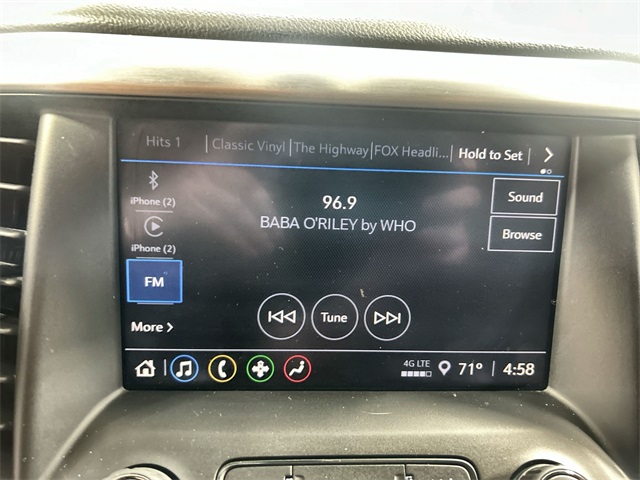 Hits 1 Classic Vinyl The Highway FOX Headli... Hold to Set
iPhone (2)
96.9
Sound
BABA O'RILEY by WHO
iPhone (2)
Browse
FM
Tune
More
4G LTE 71° 4:58